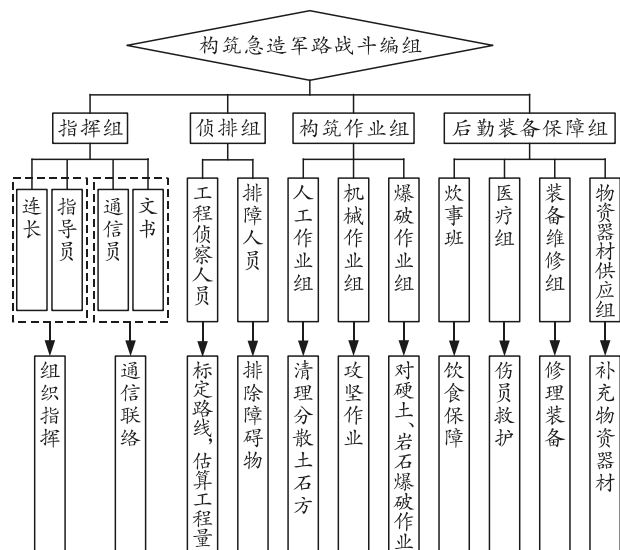 构筑急造军路战斗编组
指挥组
侦排组
构筑作业组
后勤装备保障组
连长
指导员
通信员
文书
工程侦察人员
排障人员
人工作业组
机械作业组
爆破作业组
炊事班
医疗组
装备维修组
物资器材供应组
组织指挥
通信联络
标定路线，估算工程量
排除障碍物
清理分散土石方
攻坚作业
对硬土、岩石爆破作业
饮食保障
伤员救护
修理装备
补充物资器材